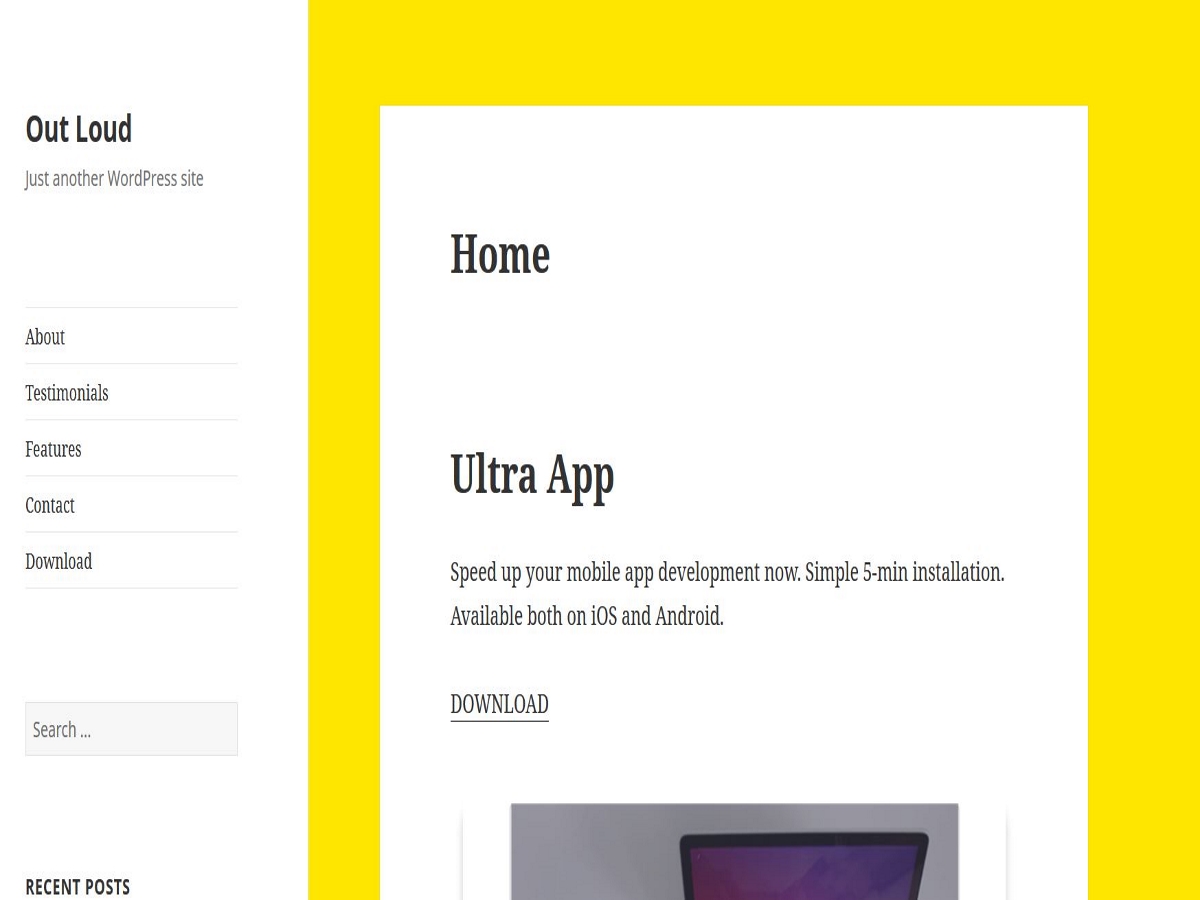 Out Loud
Just another WordPress site
About
Testimonials
Features
Contact
Download
Search ...
RECENT POSTS
Home
Ultra App
Speed up your mobile app development now. Simple 5-min installation.
Available both on iOS and Android.
DOWNLOAD